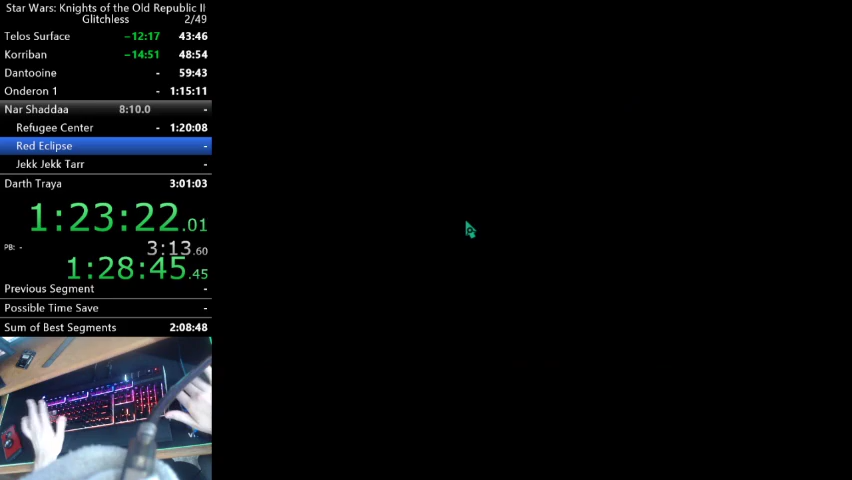 Star Wars: Knights of the Old Republic II
Glitchless 2/49
Telos Surface −12:17 43:46
Korriban −14:51 48:54
Dantooine - 59:43
Onderon 1 - 1:15:11
Nar Shaddaa 8:10.0 -
Refugee Center - 1:20:08
Red Eclipse -
Jekk Jekk Tarr -
Darth Traya 3:01:03
1:23:22.01
PB: - 3:13.60
1:28:45.45
Previous Segment -
Possible Time Save -
Sum of Best Segments 2:08:48